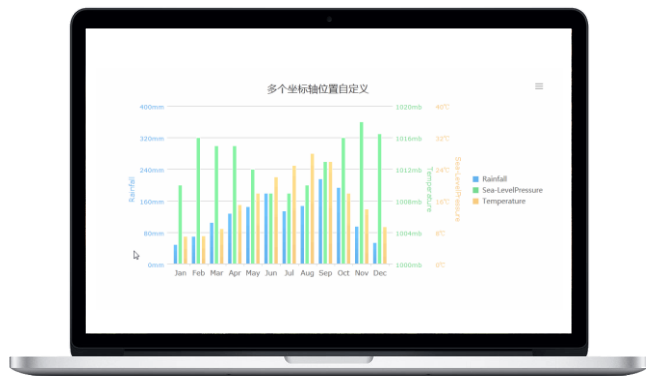 多个坐标轴位置自定义
400mm
320mm
240mm
160mm
80mm
0mm
Rainfall
1020mb
1016mb
1012mb
1008mb
1004mb
1000mb
Temperature
40℃
32℃
24℃
16℃
8℃
0℃
Sea-LevelPressure
Rainfall
Sea-LevelPressure
Temperature
Jan Feb Mar Apr May Jun Jul Aug Sep Oct Nov Dec